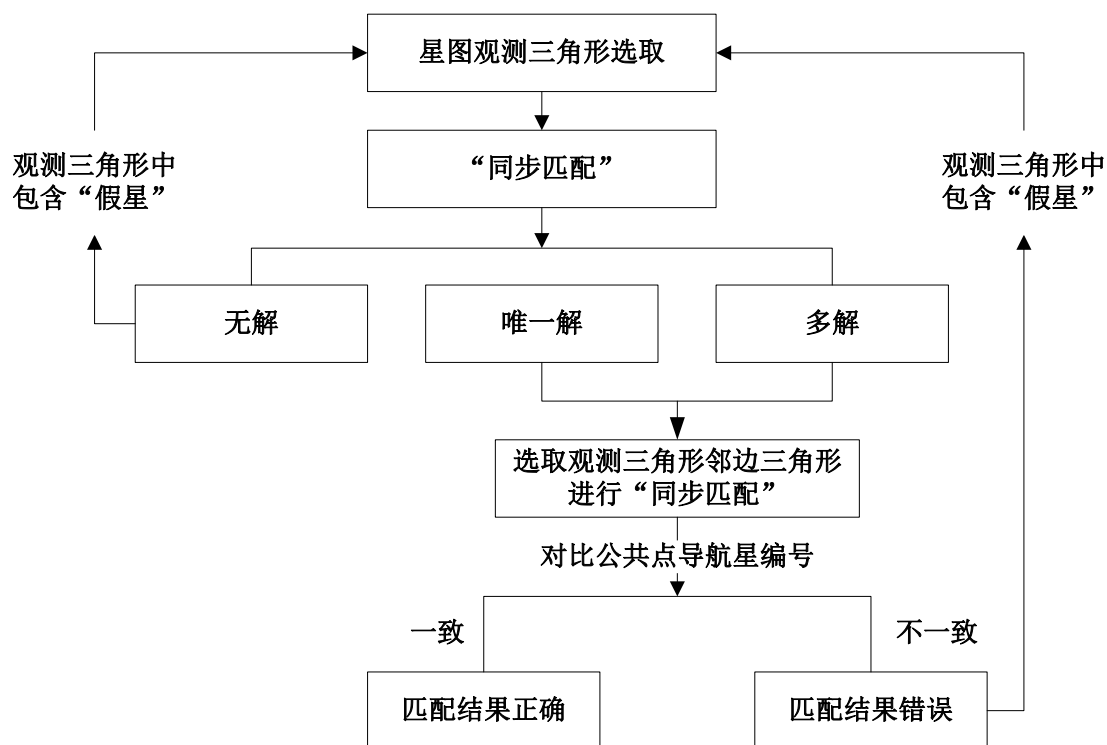 星图观测三角形选取
“同步匹配”
观测三角形中
包含“假星”
观测三角形中
包含“假星”
无解
唯一解
多解
选取观测三角形邻边三角形
进行“同步匹配”
对比公共点导航星编号
一致
不一致
匹配结果正确
匹配结果错误